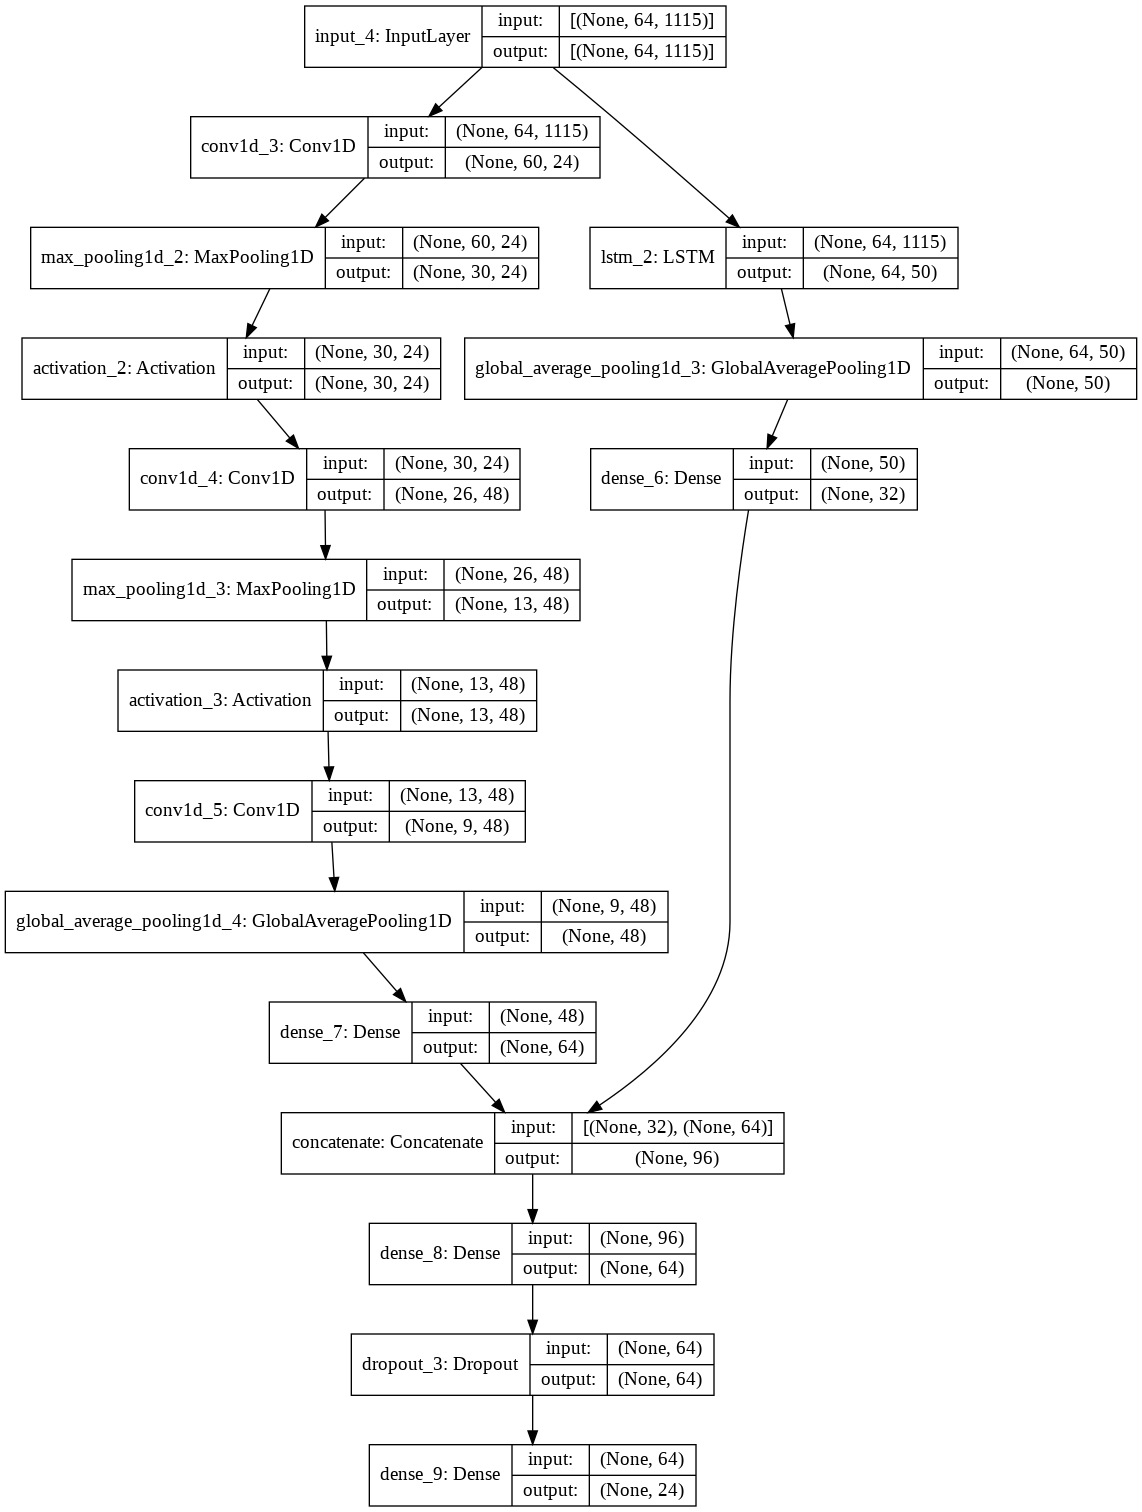 input_4: InputLayer
input: [(None, 64, 1115)]
output: [(None, 64, 1115)]
conv1d_3: Conv1D
input: (None, 64, 1115)
output: (None, 60, 24)
max_pooling1d_2: MaxPooling1D
input: (None, 60, 24)
output: (None, 30, 24)
lstm_2: LSTM
input: (None, 64, 1115)
output: (None, 64, 50)
activation_2: Activation
input: (None, 30, 24)
output: (None, 30, 24)
global_average_pooling1d_3: GlobalAveragePooling1D
input: (None, 64, 50)
output: (None, 50)
conv1d_4: Conv1D
input: (None, 30, 24)
output: (None, 26, 48)
dense_6: Dense
input: (None, 50)
output: (None, 32)
max_pooling1d_3: MaxPooling1D
input: (None, 26, 48)
output: (None, 13, 48)
activation_3: Activation
input: (None, 13, 48)
output: (None, 13, 48)
conv1d_5: Conv1D
input: (None, 13, 48)
output: (None, 9, 48)
global_average_pooling1d_4: GlobalAveragePooling1D
input: (None, 9, 48)
output: (None, 48)
dense_7: Dense
input: (None, 48)
output: (None, 64)
concatenate: Concatenate
input: [(None, 32), (None, 64)]
output: (None, 96)
dense_8: Dense
input: (None, 96)
output: (None, 64)
dropout_3: Dropout
input: (None, 64)
output: (None, 64)
dense_9: Dense
input: (None, 64)
output: (None, 24)